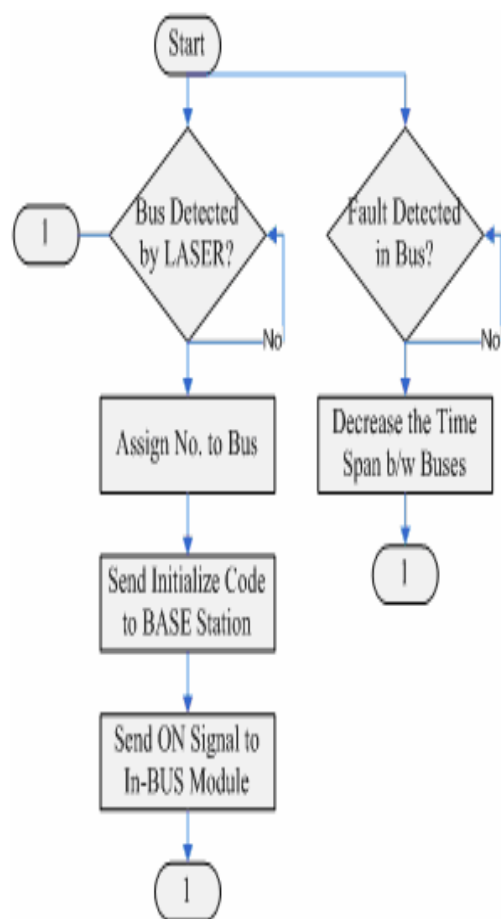 Start
Bus Detected
by LASER?
1
No
Assign No. to Bus
Send Initialize Code
to BASE Station
Send ON Signal to
In-BUS Module
1
Fault Detected
in Bus?
No
Decrease the Time
Span b/w Buses
1